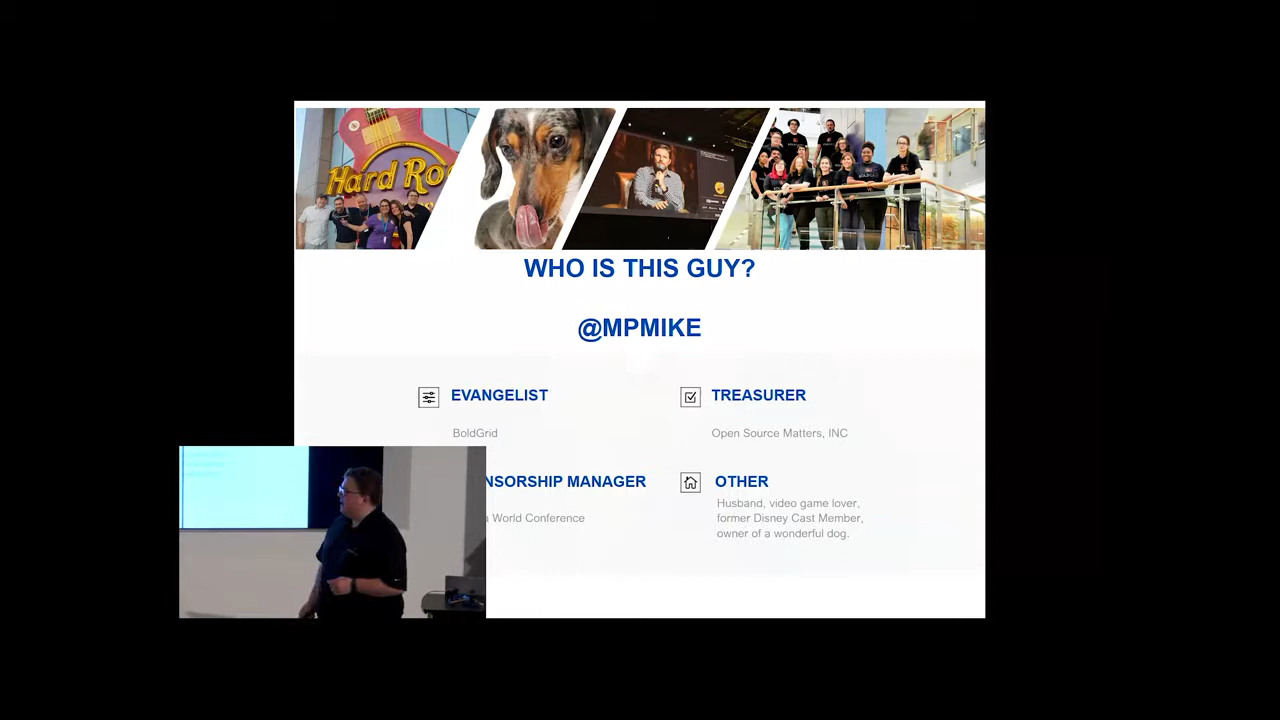 Hard Ro
WHO IS THIS GUY?
@MPMIKE
EVANGELIST
BoldGrid
TREASURER
Open Source Matters, INC
NSORSHIP MANAGER
World Conference
OTHER
Husband, video game lover,
former Disney Cast Member,
owner of a wonderful dog.